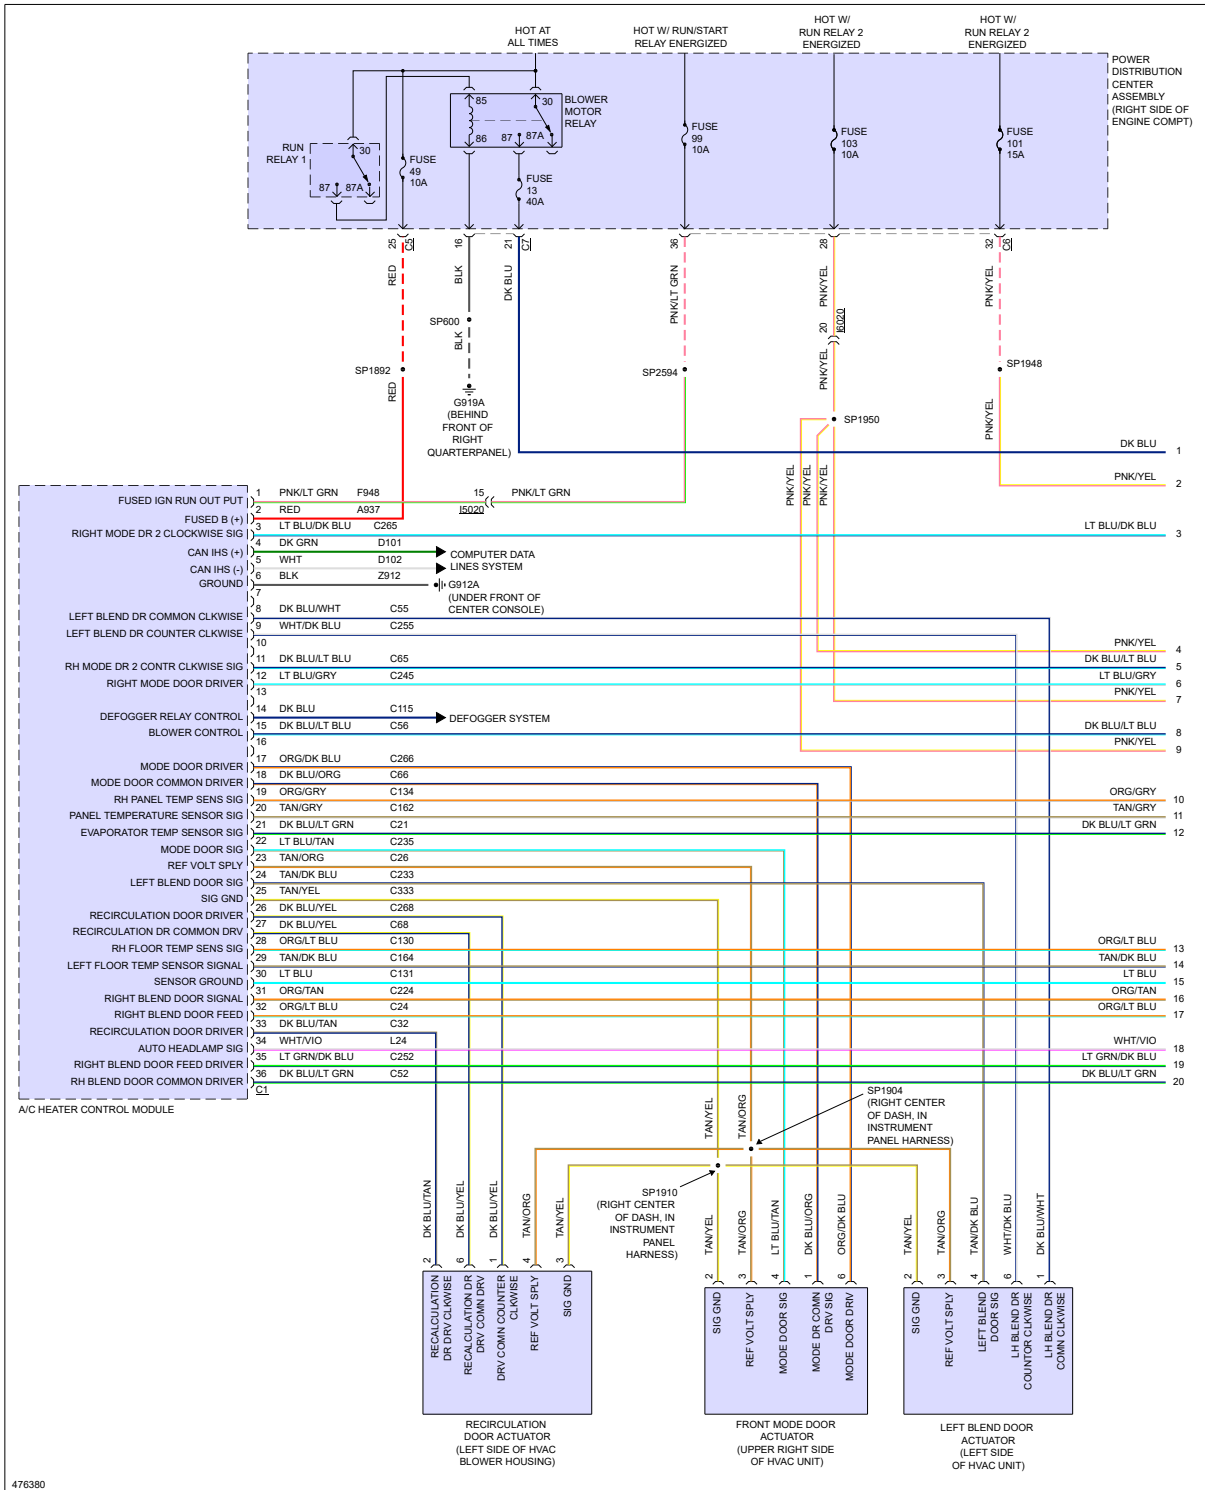 HOT AT
ALL TIMES
HOT W/ RUN/START
RELAY ENERGIZED
HOT W/
RUN RELAY 2
ENERGIZED
HOT W/
RUN RELAY 2
ENERGIZED
POWER
DISTRIBUTION
CENTER
ASSEMBLY
(RIGHT SIDE OF
ENGINE COMPT)
85
30
86
87
87A
BLOWER
MOTOR
RELAY
RUN
RELAY 1
30
87
87A
FUSE
49
10A
FUSE
13
40A
FUSE
99
10A
FUSE
103
10A
FUSE
101
15A
25
C5
16
21
C7
36
28
32
C6
RED
BLK
DK BLU
PNK/LT GRN
PNK/YEL
PNK/YEL
SP600
BLK
20
I6020
PNK/YEL
SP1892
RED
SP2594
SP1948
PNK/YEL
G919A
(BEHIND
FRONT OF
RIGHT
QUARTERPANEL)
SP1950
PNK/YEL
PNK/YEL
PNK/YEL
DK BLU 1
PNK/YEL 2
FUSED IGN RUN OUT PUT 1 PNK/LT GRN F948 15 PNK/LT GRN
I5020
FUSED B (+) 2 RED A937
RIGHT MODE DR 2 CLOCKWISE SIG 3 LT BLU/DK BLU C265 LT BLU/DK BLU 3
CAN IHS (+) 4 DK GRN D101
CAN IHS (-) 5 WHT D102
COMPUTER DATA
LINES SYSTEM
GROUND 6 BLK Z912
G912A
(UNDER FRONT OF
CENTER CONSOLE)
7
LEFT BLEND DR COMMON CLKWISE 8 DK BLU/WHT C55
LEFT BLEND DR COUNTER CLKWISE 9 WHT/DK BLU C255
10
PNK/YEL 4
RH MODE DR 2 CONTR CLKWISE SIG 11 DK BLU/LT BLU C65 DK BLU/LT BLU 5
RIGHT MODE DOOR DRIVER 12 LT BLU/GRY C245 LT BLU/GRY 6
13
PNK/YEL 7
DEFOGGER RELAY CONTROL 14 DK BLU C115 DEFOGGER SYSTEM
BLOWER CONTROL 15 DK BLU/LT BLU C56 DK BLU/LT BLU 8
16
PNK/YEL 9
MODE DOOR DRIVER 17 ORG/DK BLU C266
MODE DOOR COMMON DRIVER 18 DK BLU/ORG C66
RH PANEL TEMP SENS SIG 19 ORG/GRY C134 ORG/GRY 10
PANEL TEMPERATURE SENSOR SIG 20 TAN/GRY C162 TAN/GRY 11
EVAPORATOR TEMP SENSOR SIG 21 DK BLU/LT GRN C21 DK BLU/LT GRN 12
MODE DOOR SIG 22 LT BLU/TAN C235
REF VOLT SPLY 23 TAN/ORG C26
LEFT BLEND DOOR SIG 24 TAN/DK BLU C233
SIG GND 25 TAN/YEL C333
RECIRCULATION DOOR DRIVER 26 DK BLU/YEL C268
RECIRCULATION DR COMMON DRV 27 DK BLU/YEL C68
RH FLOOR TEMP SENS SIG 28 ORG/LT BLU C130 ORG/LT BLU 13
LEFT FLOOR TEMP SENSOR SIGNAL 29 TAN/DK BLU C164 TAN/DK BLU 14
SENSOR GROUND 30 LT BLU C131 LT BLU 15
RIGHT BLEND DOOR SIGNAL 31 ORG/TAN C224 ORG/TAN 16
RIGHT BLEND DOOR FEED 32 ORG/LT BLU C24 ORG/LT BLU 17
RECIRCULATION DOOR DRIVER 33 DK BLU/TAN C32
AUTO HEADLAMP SIG 34 WHT/VIO L24 WHT/VIO 18
RIGHT BLEND DOOR FEED DRIVER 35 LT GRN/DK BLU C252 LT GRN/DK BLU 19
RH BLEND DOOR COMMON DRIVER 36 DK BLU/LT GRN C52 DK BLU/LT GRN 20
C1
A/C HEATER CONTROL MODULE
TAN/YEL
TAN/ORG
SP1904
(RIGHT CENTER
OF DASH, IN
INSTRUMENT
PANEL HARNESS)
SP1910
(RIGHT CENTER
OF DASH, IN
INSTRUMENT
PANEL
HARNESS)
DK BLU/TAN
DK BLU/YEL
DK BLU/YEL
TAN/ORG
TAN/YEL
TAN/YEL
TAN/ORG
LT BLU/TAN
DK BLU/ORG
ORG/DK BLU
TAN/YEL
TAN/ORG
TAN/DK BLU
WHT/DK BLU
DK BLU/WHT
2
6
1
4
3
2
3
4
1
6
2
3
4
6
1
RECALCULATION
DR DRV CLKWISE
RECALCULATION DR
DRV COMN DRV
DRV COMN COUNTER
CLKWISE
REF VOLT SPLY
SIG GND
SIG GND
REF VOLT SPLY
MODE DOOR SIG
MODE DR COMN
DRV SIG
MODE DOOR DRIV
SIG GND
REF VOLT SPLY
LEFT BLEND
DOOR SIG
LH BLEND DR
COUNTOR CLKWISE
LH BLEND DR
COMN CLKWISE
RECIRCULATION
DOOR ACTUATOR
(LEFT SIDE OF HVAC
BLOWER HOUSING)
FRONT MODE DOOR
ACTUATOR
(UPPER RIGHT SIDE
OF HVAC UNIT)
LEFT BLEND DOOR
ACTUATOR
(LEFT SIDE
OF HVAC UNIT)
476380